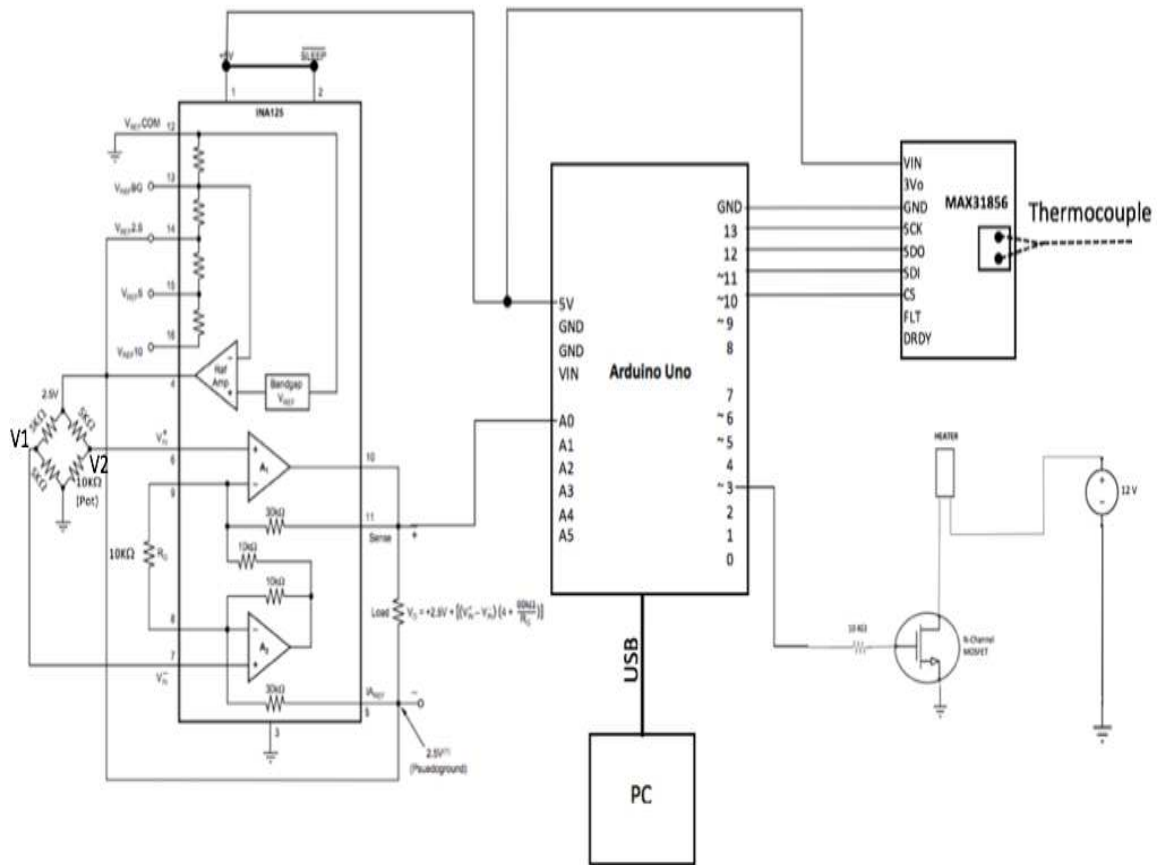 +5V
SLEEP
1
2
INA125
VREFCOM 12
13
VREFBG
14
VREF2.5
15
VREF5
16
VREF10
4
Ref
Amp
Bandgap
VREF
2.5V
5KΩ
5KΩ
V1
V2
5KΩ
10KΩ
(Pot)
6
A1
10
9
30kΩ
11
Sense
10kΩ
10KΩ
RG
10kΩ
Load
8
A2
7
30kΩ
IAREF
5
3
2.5V(1)
(Psuedoground)
5V
GND
GND
VIN
A0
A1
A2
A3
A4
A5
Arduino Uno
GND
13
12
~11
~10
~9
8
7
~6
~5
4
~3
2
1
0
USB
PC
VIN
3Vo
GND
SCK
SDO
SDI
CS
FLT
DRDY
MAX31856
Thermocouple
HEATER
12 V
N-Channel
MOSFET